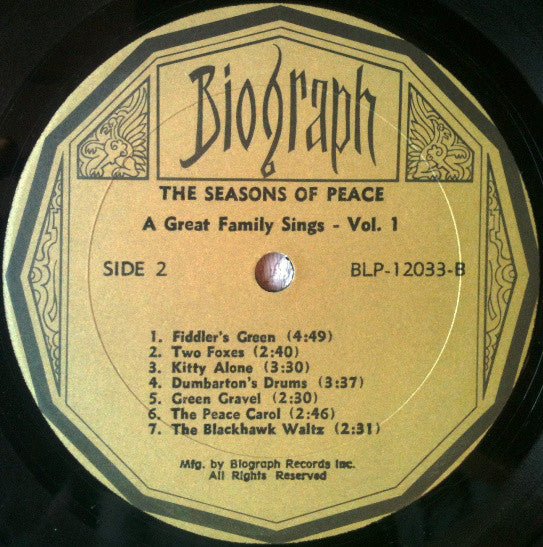 Biograph
THE SEASONS OF PEACE
A Great Family Sings - Vol. 1
SIDE 2
BLP-12033-B
1. Fiddler's Green (4:49)
2. Two Foxes (2:40)
3. Kitty Alone (3:30)
4. Dumbarton's Drums (3:37)
5. Green Gravel (2:30)
6. The Peace Carol (2:46)
7. The Blackhawk Waltz (2:31)
Mfg. by Biograph Records Inc.
All Rights Reserved